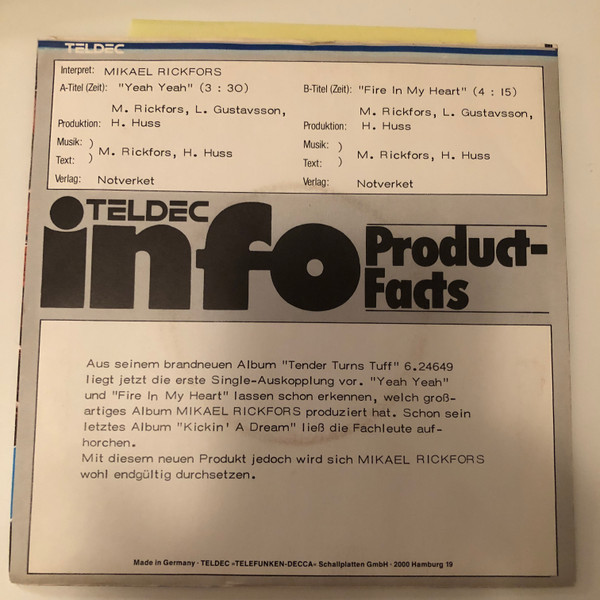 TELDEC
Interpret: MIKAEL RICKFORS
A-Titel (Zeit): "Yeah Yeah" (3 : 30)
B-Titel (Zeit): "Fire In My Heart" (4 : 15)
M. Rickfors, L. Gustavsson,
Produktion: H. Huss
M. Rickfors, L. Gustavsson,
Produktion: H. Huss
Musik: )
Text: ) M. Rickfors, H. Huss
Musik: )
Text: ) M. Rickfors, H. Huss
Verlag: Notverket
Verlag: Notverket
TELDEC
info
Product-
Facts
Aus seinem brandneuen Album "Tender Turns Tuff" 6.24649
liegt jetzt die erste Single-Auskopplung vor. "Yeah Yeah"
und "Fire In My Heart" lassen schon erkennen, welch groß-
artiges Album MIKAEL RICKFORS produziert hat. Schon sein
letztes Album "Kickin' A Dream" ließ die Fachleute auf-
horchen.
Mit diesem neuen Produkt jedoch wird sich MIKAEL RICKFORS
wohl endgültig durchsetzen.
Made in Germany · TELDEC »TELEFUNKEN-DECCA« Schallplatten GmbH · 2000 Hamburg 19